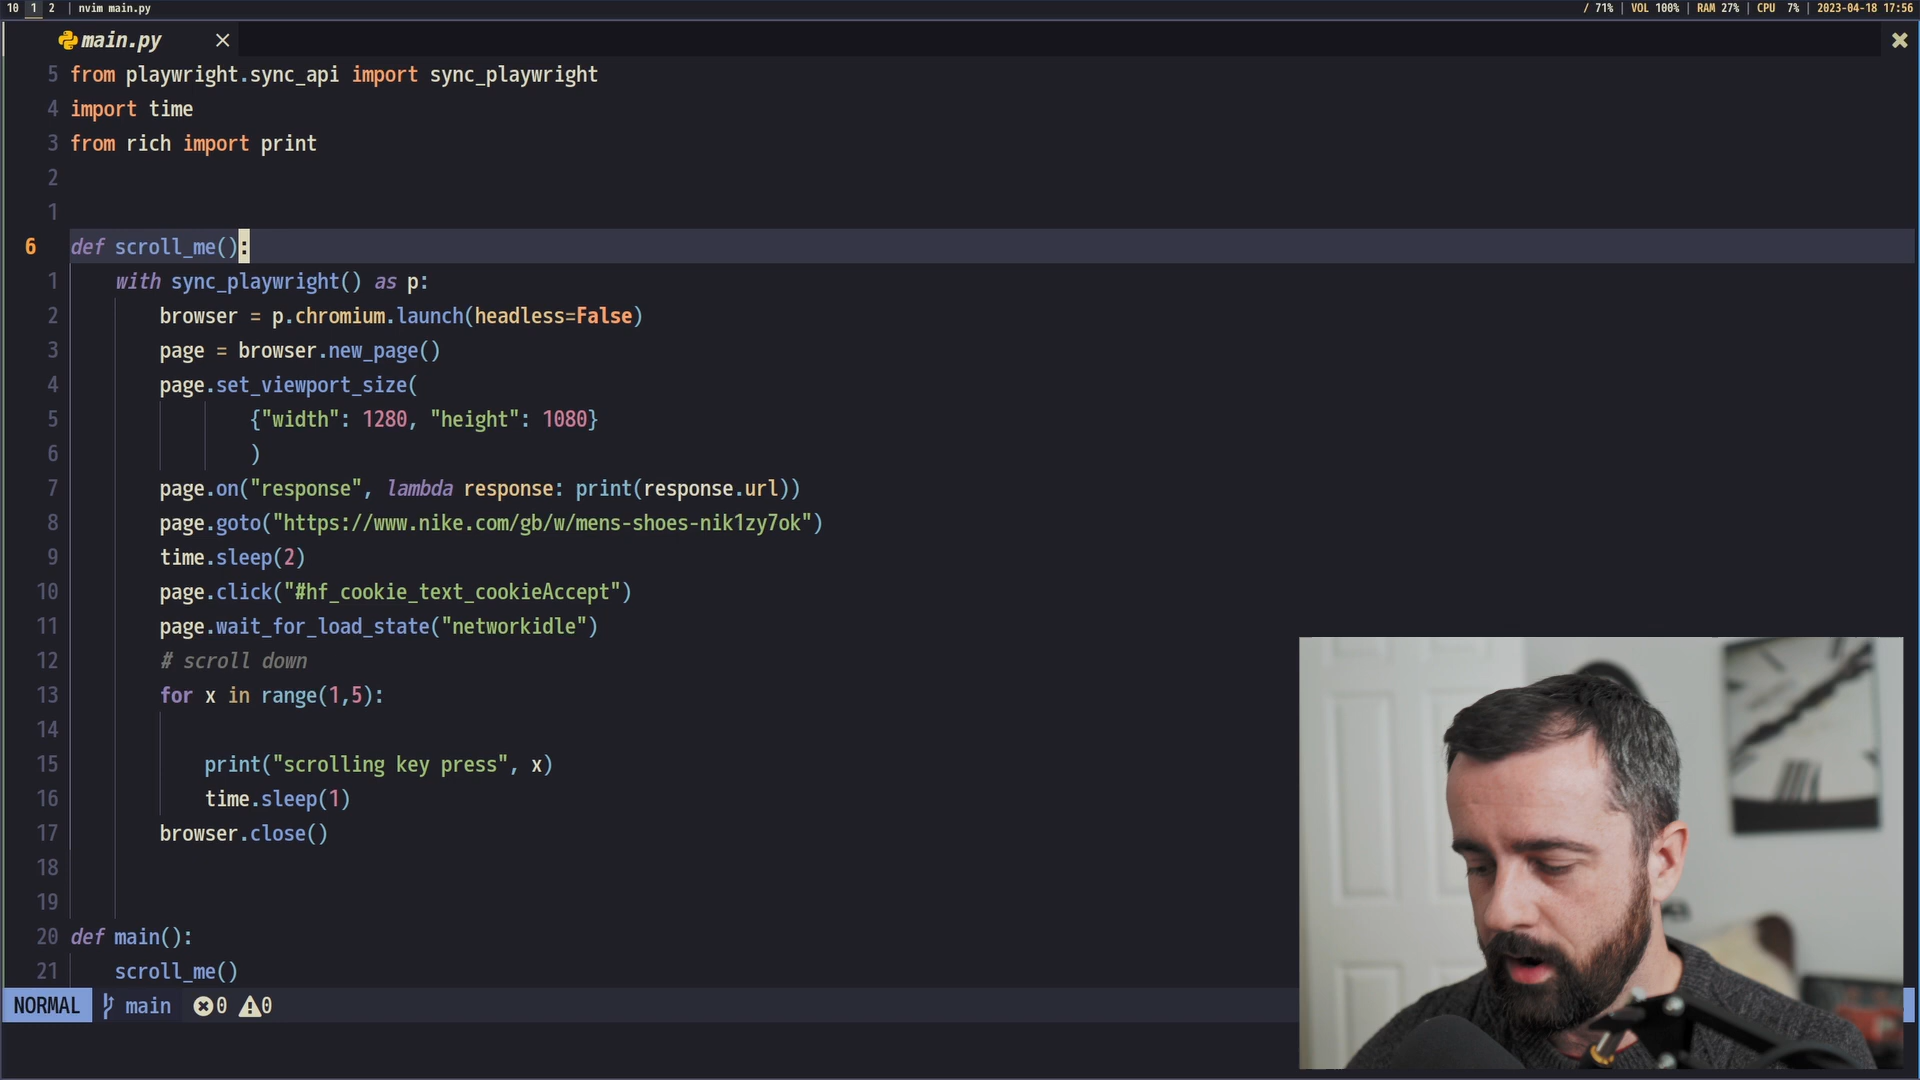 10 1 2 | nvim main.py
/ 71% | VOL 100% | RAM 27% | CPU 7% | 2023-04-18 17:56
main.py
5 from playwright.sync_api import sync_playwright
4 import time
3 from rich import print
2
1
6 def scroll_me():
1 with sync_playwright() as p:
2 browser = p.chromium.launch(headless=False)
3 page = browser.new_page()
4 page.set_viewport_size(
5 {"width": 1280, "height": 1080}
6 )
7 page.on("response", lambda response: print(response.url))
8 page.goto("https://www.nike.com/gb/w/mens-shoes-nik1zy7ok")
9 time.sleep(2)
10 page.click("#hf_cookie_text_cookieAccept")
11 page.wait_for_load_state("networkidle")
12 # scroll down
13 for x in range(1,5):
14
15 print("scrolling key press", x)
16 time.sleep(1)
17 browser.close()
18
19
20 def main():
21 scroll_me()
NORMAL main 0 0